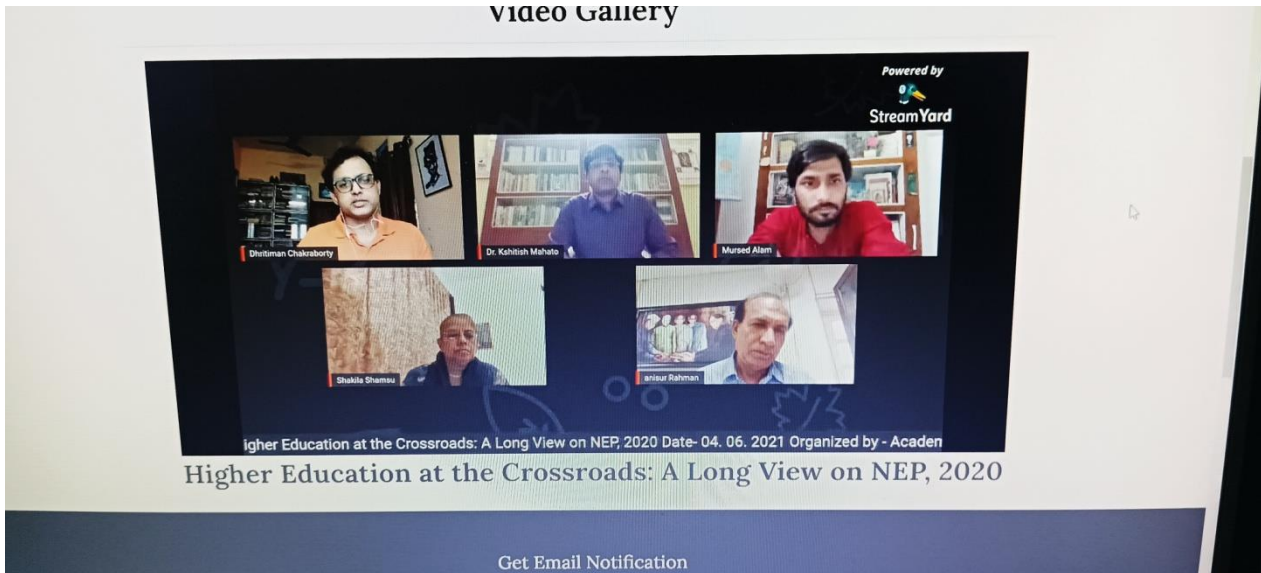 Video Gallery
Powered by
StreamYard
Dhritiman Chakraborty
Dr. Kshitish Mahato
Mursed Alam
Shakila Shamsu
anisur Rahman
igher Education at the Crossroads: A Long View on NEP, 2020 Date- 04. 06. 2021 Organized by - Academ
Higher Education at the Crossroads: A Long View on NEP, 2020
Get Email Notification